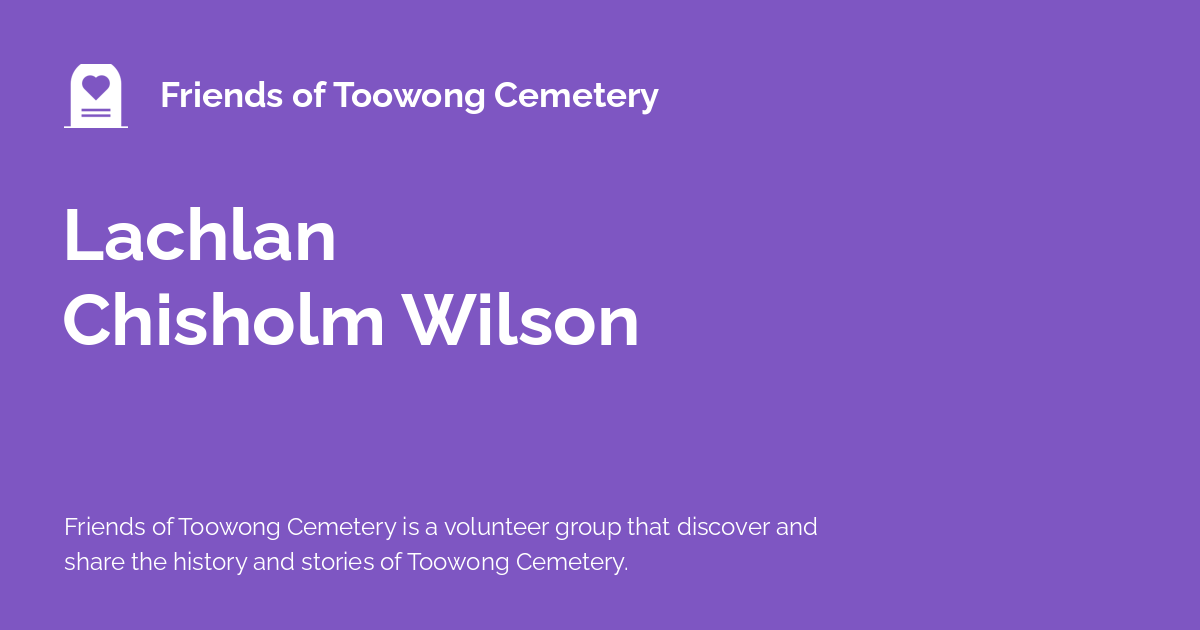 Friends of Toowong Cemetery
Lachlan
Chisholm Wilson
Friends of Toowong Cemetery is a volunteer group that discover and
share the history and stories of Toowong Cemetery.